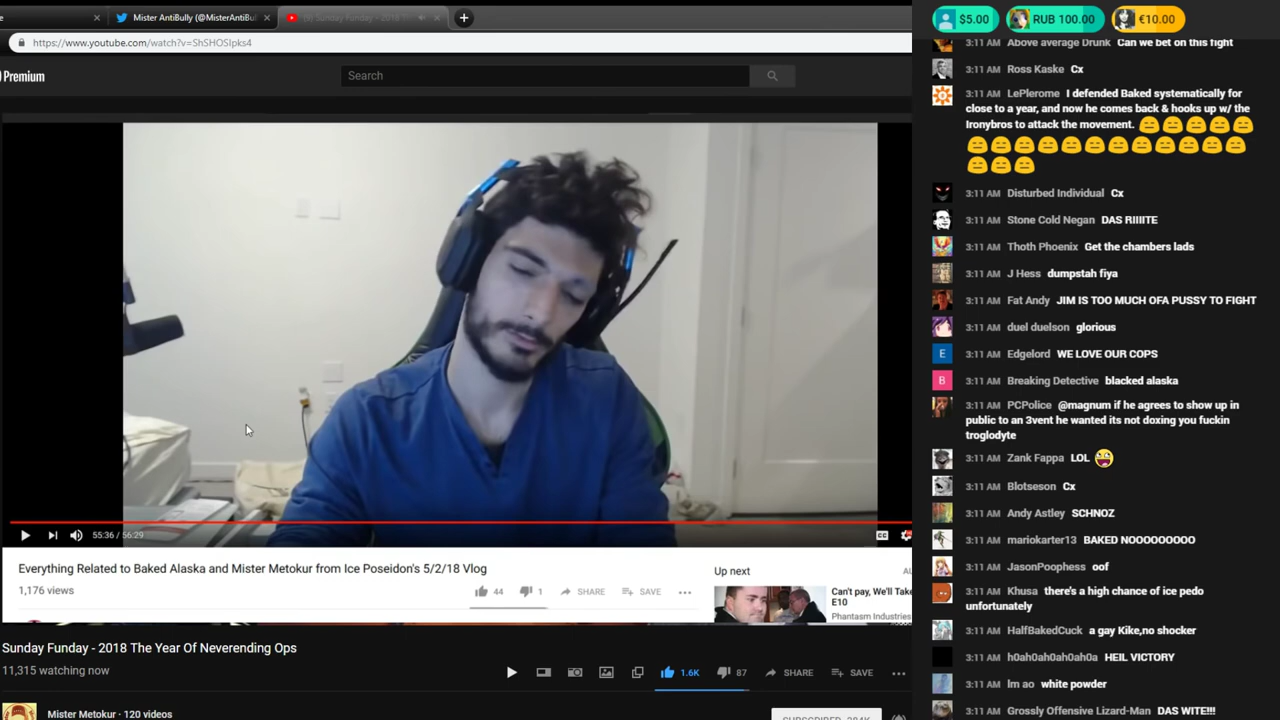 e
Mister AntiBully (@MisterAntiBul
(9) Sunday Funday - 2018 T
https://www.youtube.com/watch?v=ShSHOSIpks4
Premium
Search
55:36 / 56:29
CC
Everything Related to Baked Alaska and Mister Metokur from Ice Poseidon's 5/2/18 Vlog
1,176 views
44
1
SHARE
SAVE
Up next
Can't pay, We'll Take
E10
Phantasm Industries
Sunday Funday - 2018 The Year Of Neverending Ops
11,315 watching now
1.6K
87
SHARE
SAVE
Mister Metokur · 120 videos
$5.00
RUB 100.00
€10.00
3:11 AM Above average Drunk Can we bet on this fight
3:11 AM Ross Kaske Cx
3:11 AM LePlerome I defended Baked systematically for
close to a year, and now he comes back & hooks up w/ the
Ironybros to attack the movement.
3:11 AM Disturbed Individual Cx
3:11 AM Stone Cold Negan DAS RIIIITE
3:11 AM Thoth Phoenix Get the chambers lads
3:11 AM J Hess dumpstah fiya
3:11 AM Fat Andy JIM IS TOO MUCH OFA PUSSY TO FIGHT
3:11 AM duel duelson glorious
E
3:11 AM Edgelord WE LOVE OUR COPS
B
3:11 AM Breaking Detective blacked alaska
3:11 AM PCPolice @magnum if he agrees to show up in
public to an 3vent he wanted its not doxing you fuckin
troglodyte
3:11 AM Zank Fappa LOL
3:11 AM Blotseson Cx
3:11 AM Andy Astley SCHNOZ
3:11 AM mariokarter13 BAKED NOOOOOOOOO
3:11 AM JasonPoophess oof
3:11 AM Khusa there's a high chance of ice pedo
unfortunately
3:11 AM HalfBakedCuck a gay Kike,no shocker
3:11 AM h0ah0ah0ah0ah0a HEIL VICTORY
3:11 AM lm ao white powder
3:11 AM Grossly Offensive Lizard-Man DAS WITE!!!